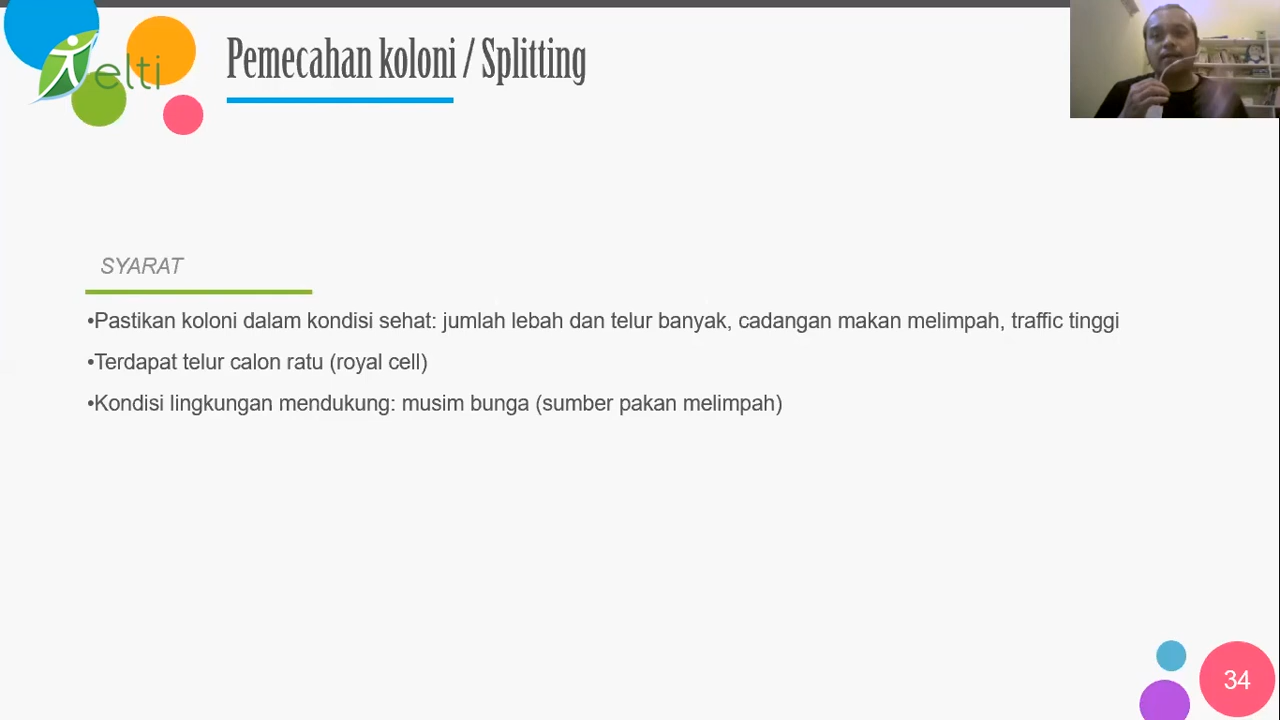 elti
Pemecahan koloni / Splitting
SYARAT
•Pastikan koloni dalam kondisi sehat: jumlah lebah dan telur banyak, cadangan makan melimpah, traffic tinggi
•Terdapat telur calon ratu (royal cell)
•Kondisi lingkungan mendukung: musim bunga (sumber pakan melimpah)
34